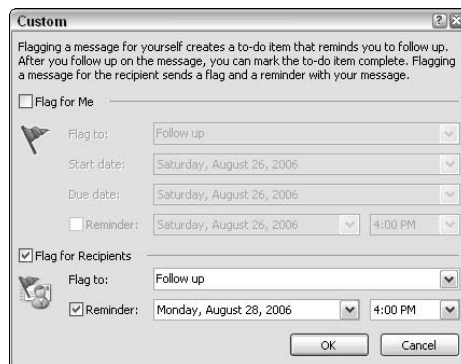 Custom
Flagging a message for yourself creates a to-do item that reminds you to follow up.
After you follow up on the message, you can mark the to-do item complete. Flagging
a message for the recipient sends a flag and a reminder with your message.
Flag for Me
Flag to: Follow up
Start date: Saturday, August 26, 2006
Due date: Saturday, August 26, 2006
Reminder: Saturday, August 26, 2006 4:00 PM
Flag for Recipients
Flag to: Follow up
Reminder: Monday, August 28, 2006 4:00 PM
OK Cancel